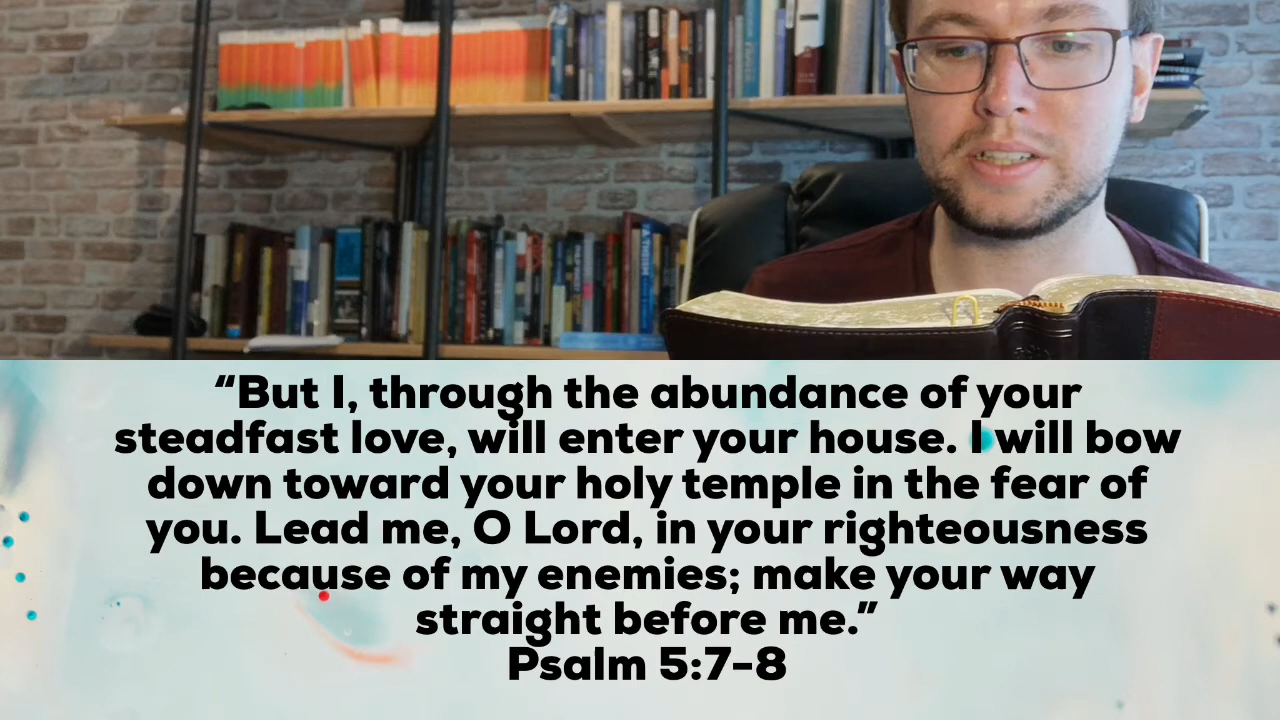 “But I, through the abundance of your
steadfast love, will enter your house. I will bow
down toward your holy temple in the fear of
you. Lead me, O Lord, in your righteousness
because of my enemies; make your way
straight before me.”
Psalm 5:7-8